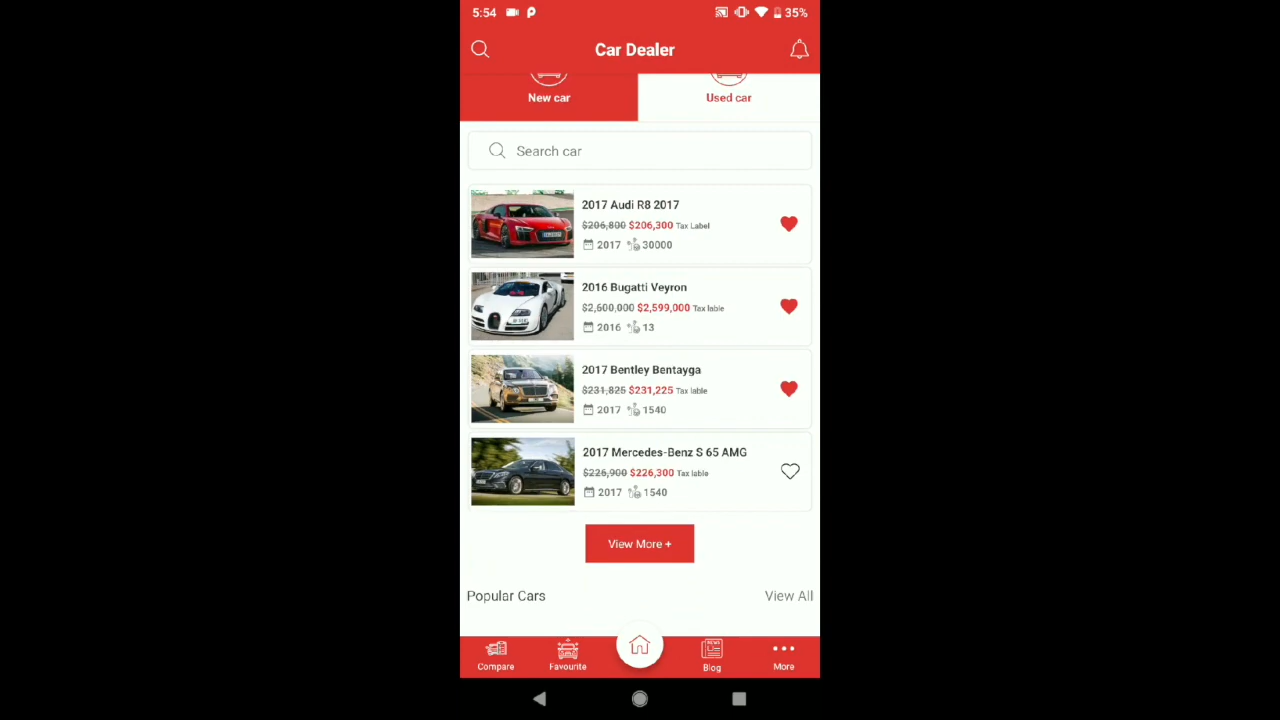 5:54
35%
Car Dealer
New car
Used car
Search car
2017 Audi R8 2017
$206,800 $206,300 Tax Label
2017 30000
2016 Bugatti Veyron
$2,600,000 $2,599,000 Tax lable
2016 13
2017 Bentley Bentayga
$231,825 $231,225 Tax lable
2017 1540
2017 Mercedes-Benz S 65 AMG
$226,900 $226,300 Tax lable
2017 1540
View More +
Popular Cars
View All
Compare
Favourite
NEWS
Blog
More